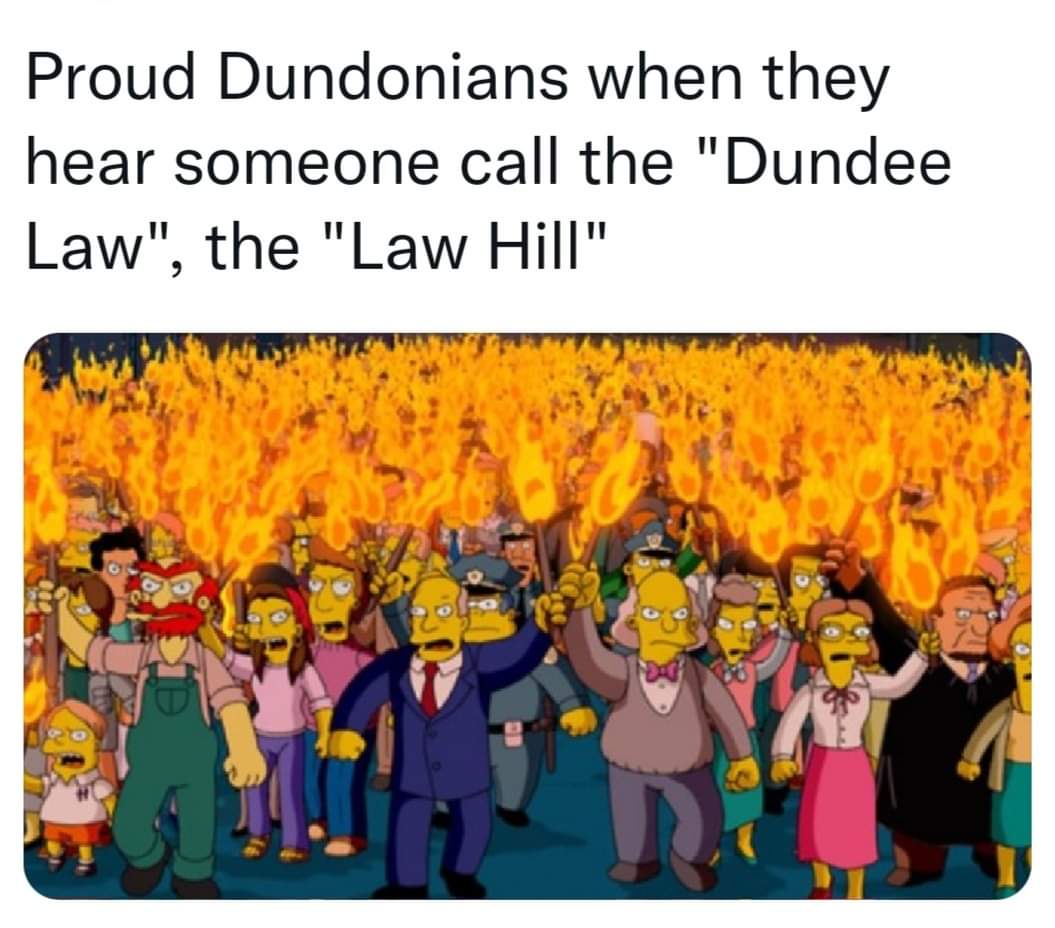 Proud Dundonians when they
hear someone call the "Dundee
Law", the "Law Hill"